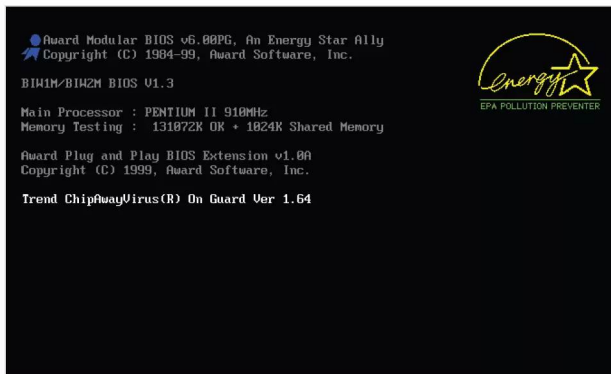 Award Modular BIOS v6.00PG, An Energy Star Ally
Copyright (C) 1984-99, Award Software, Inc.
BIW1M/BIW2M BIOS V1.3
Main Processor : PENTIUM II 910MHz
Memory Testing : 131072K OK + 1024K Shared Memory
Award Plug and Play BIOS Extension v1.0A
Copyright (C) 1999, Award Software, Inc.
Trend ChipAwayVirus(R) On Guard Ver 1.64
energy
EPA POLLUTION PREVENTER